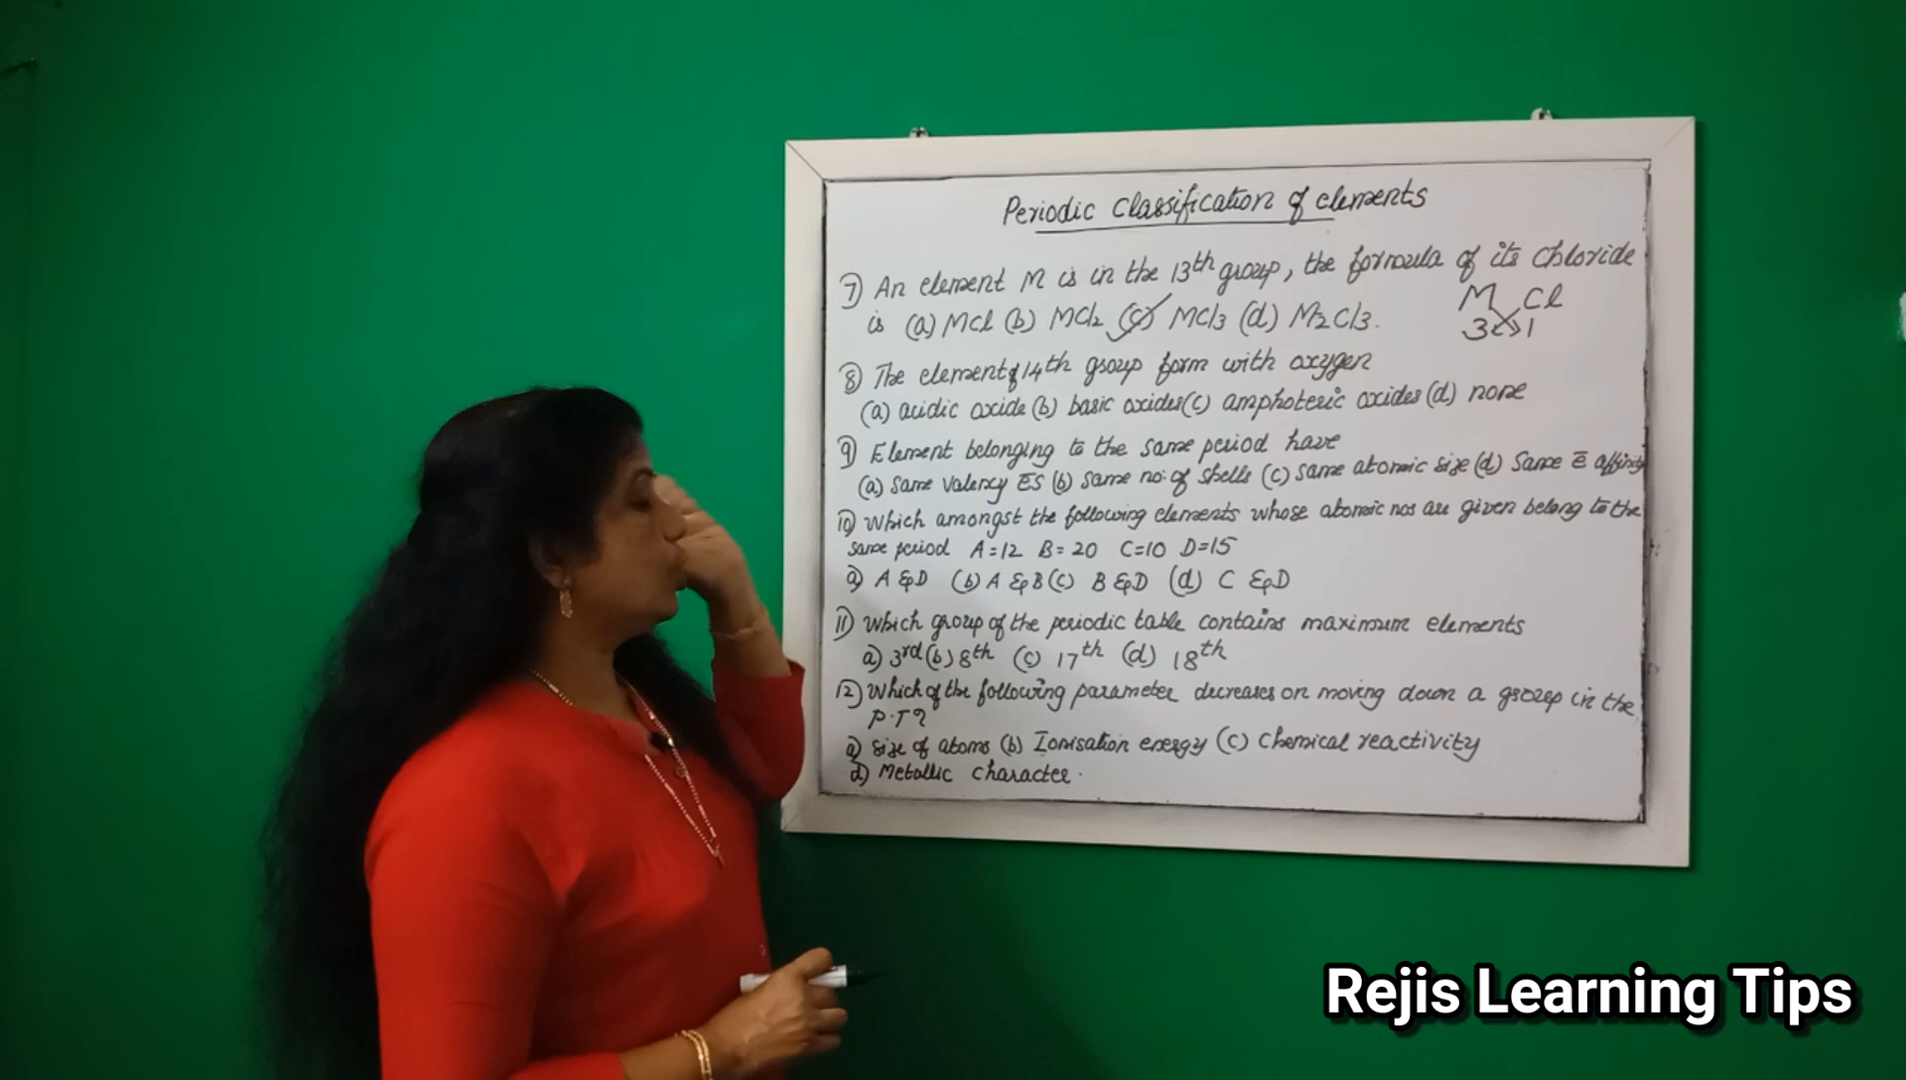 Periodic Classification of elements
7) An element M is in the 13th group, the formula of its chloride
is (a) MCl (b) MCl2 (c) MCl3 (d) M2Cl3.
M Cl
3 1
8) The element of 14th group form with oxygen
(a) acidic oxide (b) basic oxides (c) amphoteric oxides (d) none
9) Element belonging to the same period have
(a) same valency ES (b) same no. of shells (c) same atomic size (d) Same E affinity
10) Which amongst the following elements whose atomic nos are given belong to the
same period A=12 B=20 C=10 D=15
a) A & D (b) A & B (c) B & D (d) C & D
11) Which group of the periodic table contains maximum elements
a) 3rd (b) 8th (c) 17th (d) 18th
12) Which of the following parameter decreases on moving down a group in the
P.T?
a) size of atoms (b) Ionisation energy (c) Chemical reactivity
d) Metallic character.
Rejis Learning Tips